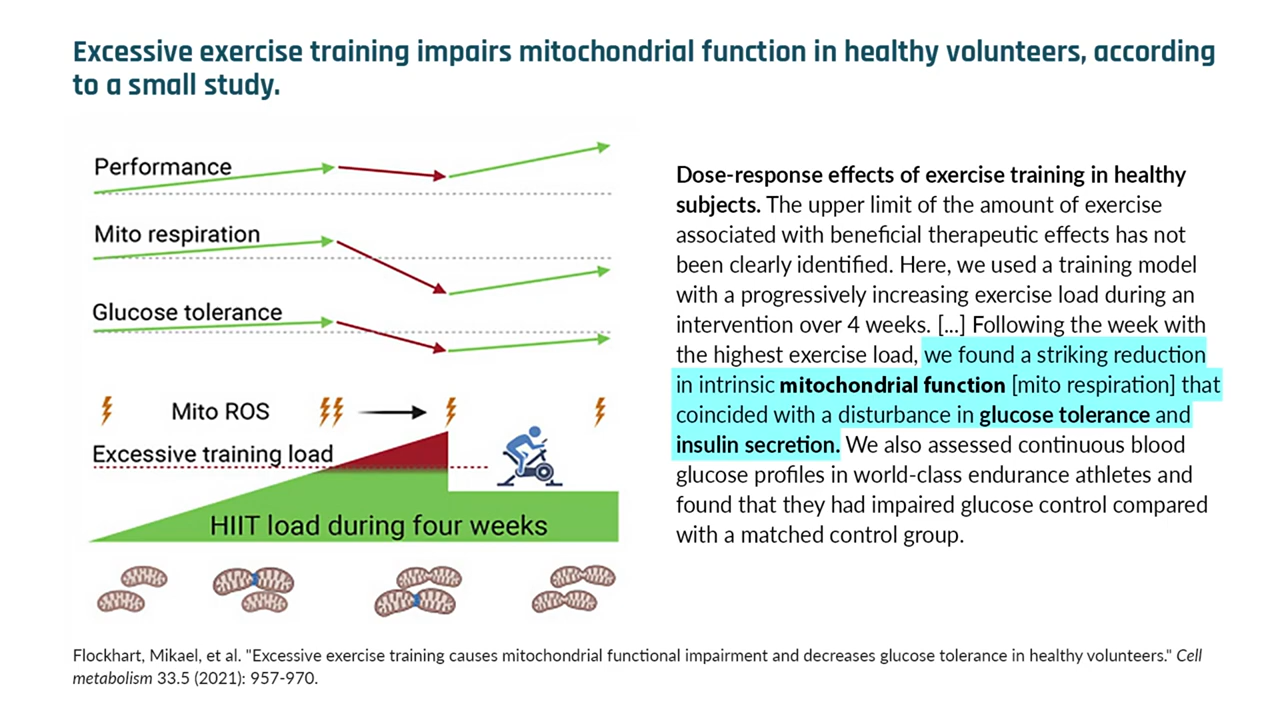 Excessive exercise training impairs mitochondrial function in healthy volunteers, according
to a small study.
Performance
Mito respiration
Glucose tolerance
Mito ROS
Excessive training load
HIIT load during four weeks
Dose-response effects of exercise training in healthy
subjects. The upper limit of the amount of exercise
associated with beneficial therapeutic effects has not
been clearly identified. Here, we used a training model
with a progressively increasing exercise load during an
intervention over 4 weeks. [...] Following the week with
the highest exercise load, we found a striking reduction
in intrinsic mitochondrial function [mito respiration] that
coincided with a disturbance in glucose tolerance and
insulin secretion. We also assessed continuous blood
glucose profiles in world-class endurance athletes and
found that they had impaired glucose control compared
with a matched control group.
Flockhart, Mikael, et al. "Excessive exercise training causes mitochondrial functional impairment and decreases glucose tolerance in healthy volunteers." Cell
metabolism 33.5 (2021): 957-970.